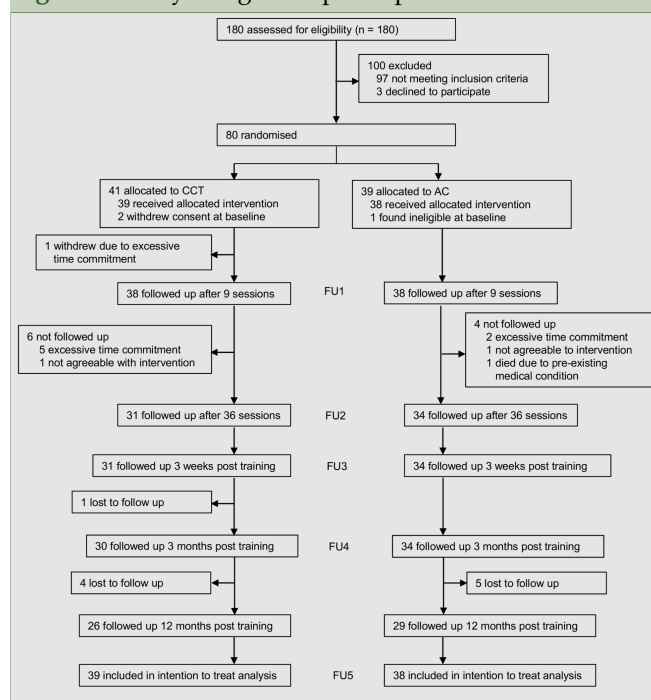 180 assessed for eligibility (n = 180)
100 excluded
97 not meeting inclusion criteria
3 declined to participate
80 randomised
41 allocated to CCT
39 received allocated intervention
2 withdrew consent at baseline
39 allocated to AC
38 received allocated intervention
1 found ineligible at baseline
1 withdrew due to excessive
time commitment
38 followed up after 9 sessions
FU1
38 followed up after 9 sessions
6 not followed up
5 excessive time commitment
1 not agreeable with intervention
4 not followed up
2 excessive time commitment
1 not agreeable to intervention
1 died due to pre-existing
medical condition
31 followed up after 36 sessions
FU2
34 followed up after 36 sessions
31 followed up 3 weeks post training
FU3
34 followed up 3 weeks post training
1 lost to follow up
30 followed up 3 months post training
FU4
34 followed up 3 months post training
4 lost to follow up
5 lost to follow up
26 followed up 12 months post training
29 followed up 12 months post training
39 included in intention to treat analysis
FU5
38 included in intention to treat analysis